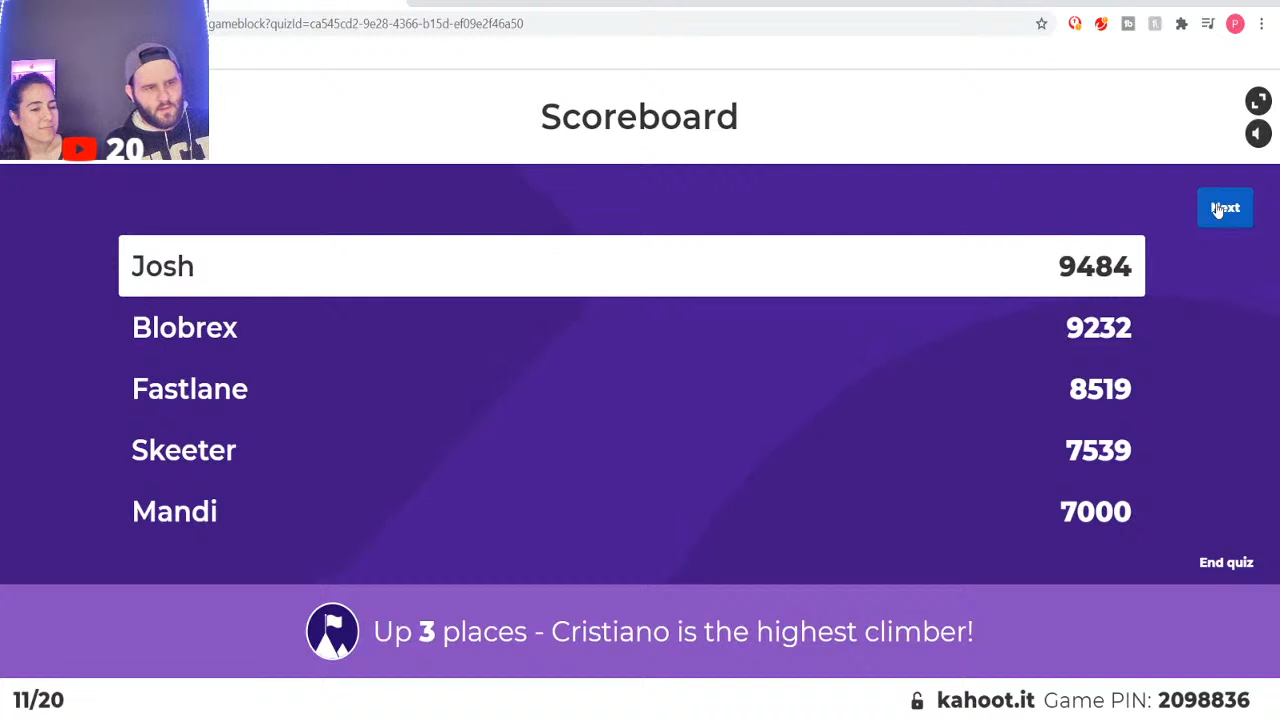 gameblock?quizId=ca545cd2-9e28-4366-b15d-ef09e2f46a50
20
Scoreboard
Next
Josh 9484
Blobrex 9232
Fastlane 8519
Skeeter 7539
Mandi 7000
End quiz
Up 3 places - Cristiano is the highest climber!
11/20 kahoot.it Game PIN: 2098836